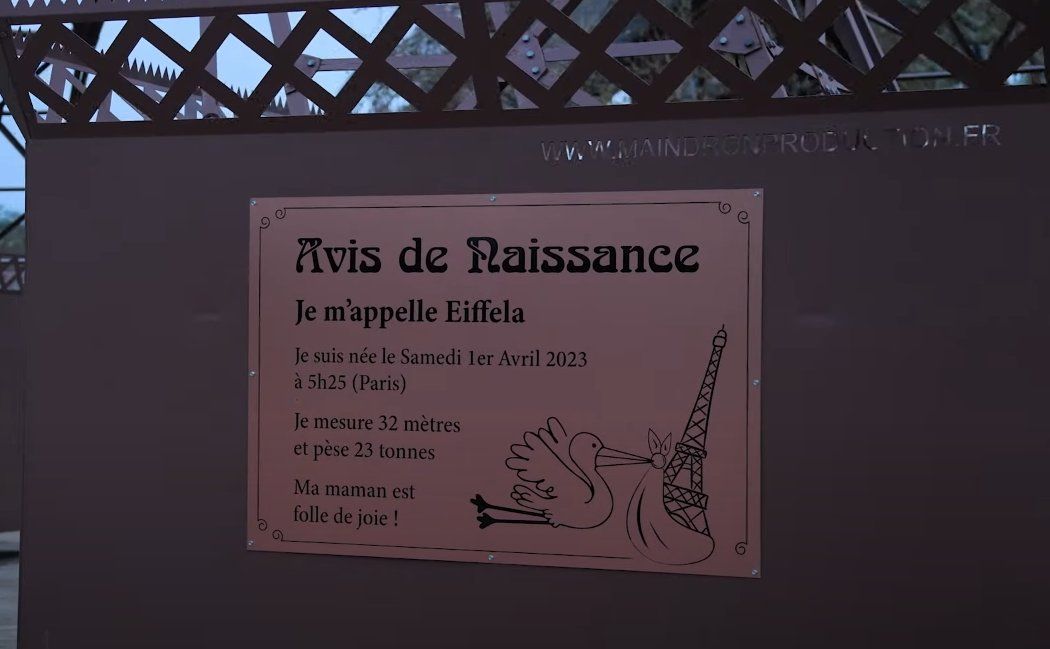 WWW.MAINDRONPRODUCTION.FR
Avis de Naissance
Je m'appelle Eiffela
Je suis née le Samedi 1er Avril 2023
à 5h25 (Paris)
Je mesure 32 mètres
et pèse 23 tonnes
Ma maman est
folle de joie !